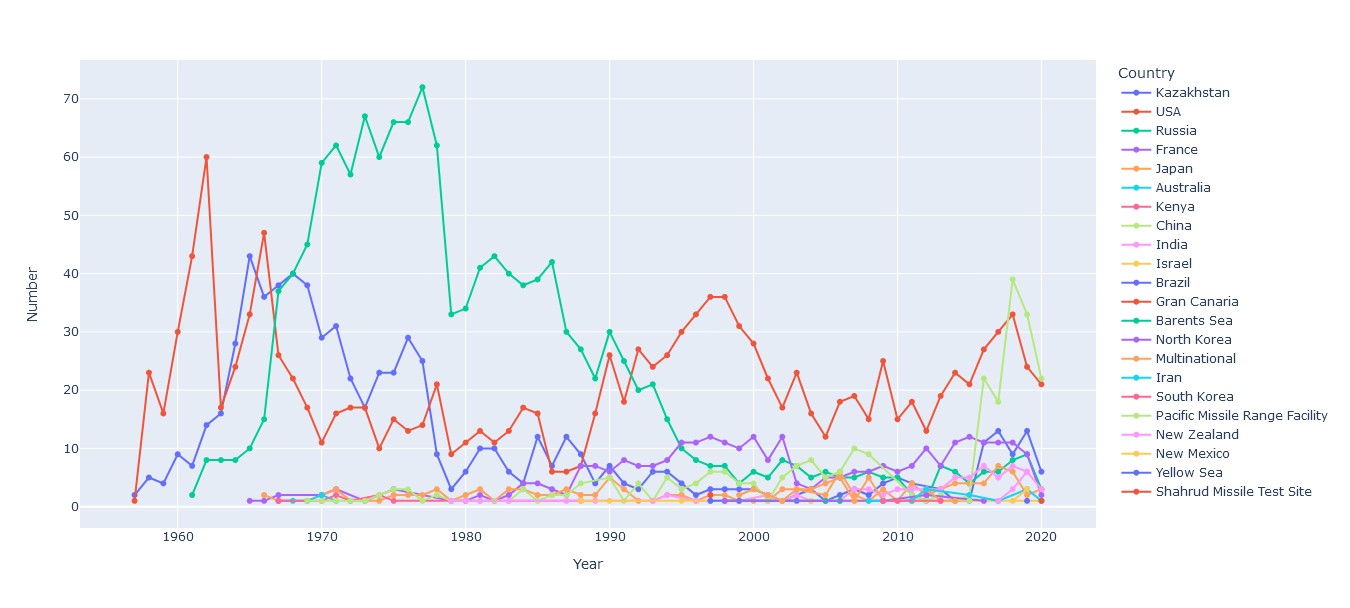 Country
Kazakhstan
USA
Russia
France
Japan
Australia
Kenya
China
India
Israel
Brazil
Gran Canaria
Barents Sea
North Korea
Multinational
Iran
South Korea
Pacific Missile Range Facility
New Zealand
New Mexico
Yellow Sea
Shahrud Missile Test Site
70
60
50
40
30
20
10
0
Number
1960 1970 1980 1990 2000 2010 2020
Year